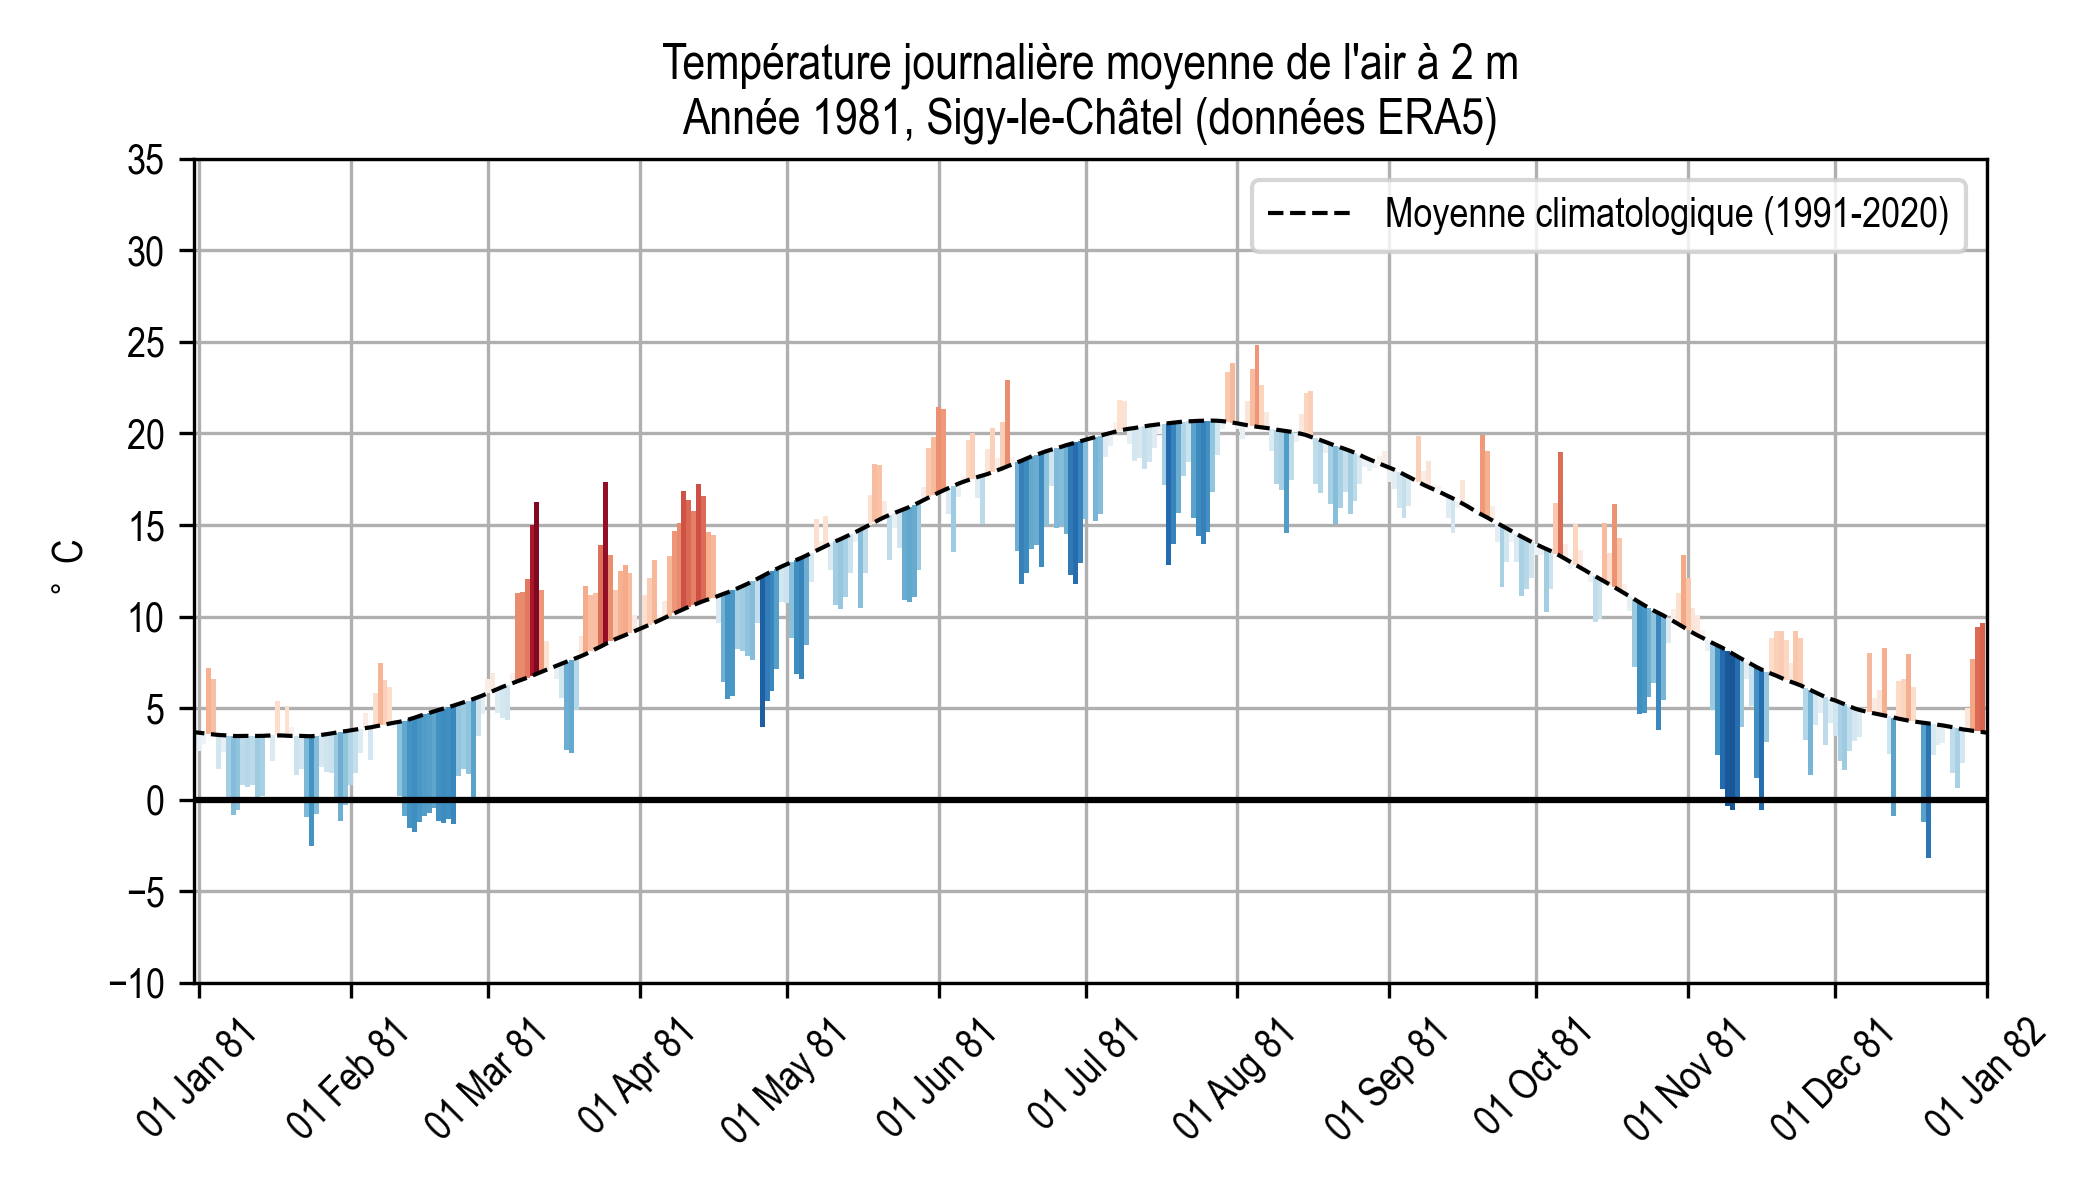 Température journalière moyenne de l'air à 2 m
Année 1981, Sigy-le-Châtel (données ERA5)
35
30
25
20
15
10
5
0
−5
−10
° C
Moyenne climatologique (1991-2020)
01 Jan 81
01 Feb 81
01 Mar 81
01 Apr 81
01 May 81
01 Jun 81
01 Jul 81
01 Aug 81
01 Sep 81
01 Oct 81
01 Nov 81
01 Dec 81
01 Jan 82